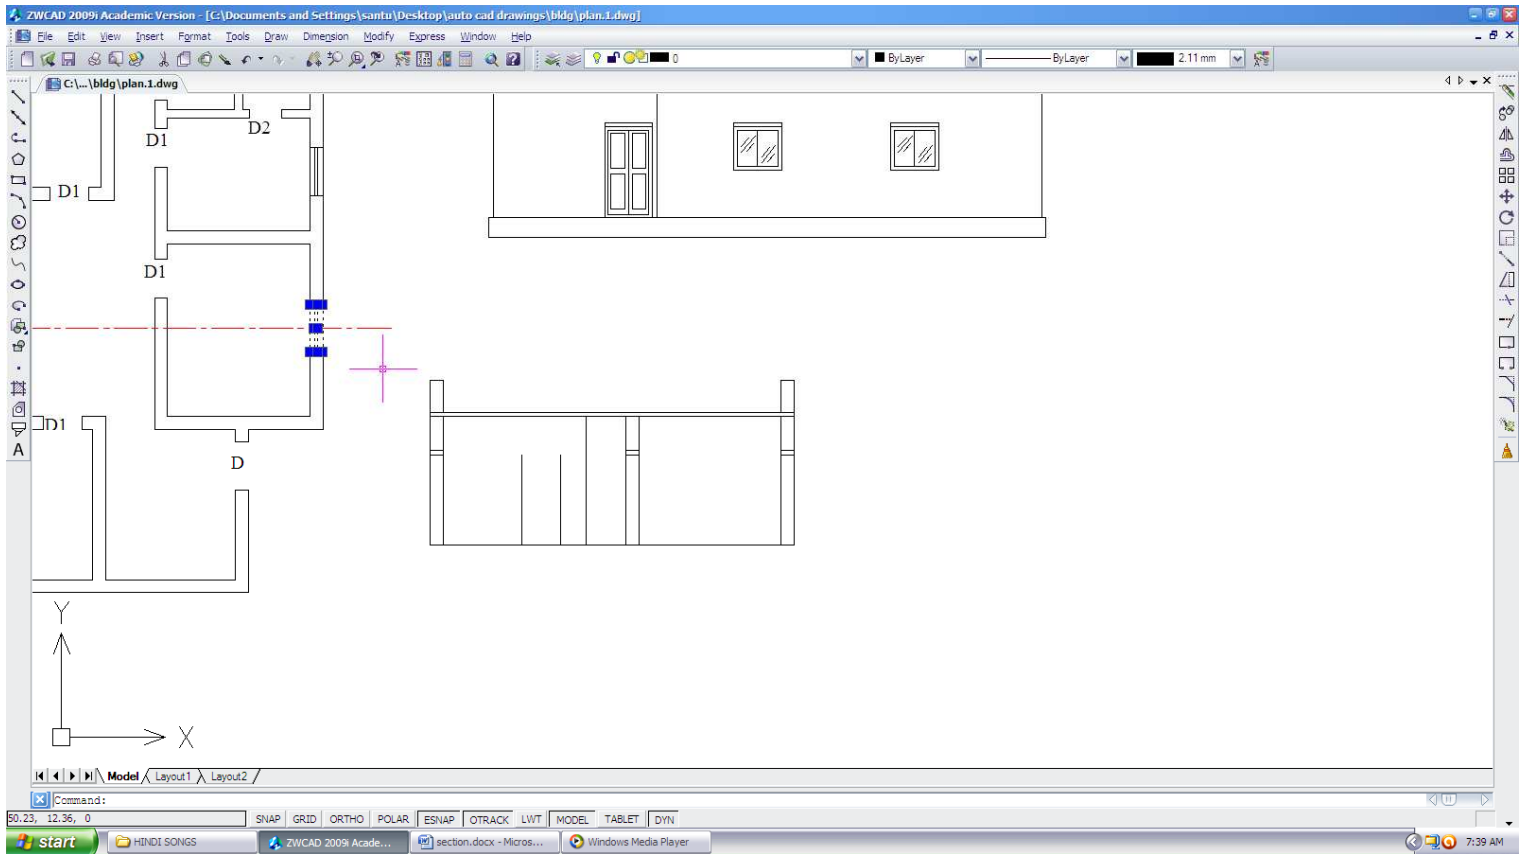 ZWCAD 2009i Academic Version - [C:\Documents and Settings\santu\Desktop\auto cad drawings\bldg\plan.1.dwg]
File Edit View Insert Format Tools Draw Dimension Modify Express Window Help
0 ByLayer ByLayer 2.11 mm
C:\...\bldg\plan.1.dwg
D2
D1
D1
D1
D1
D
Y
X
A
Model Layout1 Layout2
Command:
50.23, 12.36, 0 SNAP GRID ORTHO POLAR ESNAP OTRACK LWT MODEL TABLET DYN
start HINDI SONGS ZWCAD 2009i Acade... section.docx - Micros... Windows Media Player 7:39 AM